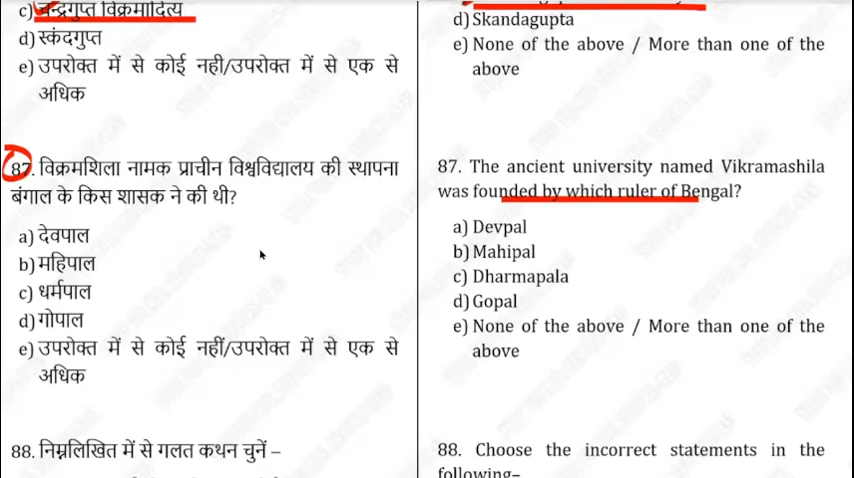 c) चन्द्रगुप्त विक्रमादित्य
d) स्कंदगुप्त
e) उपरोक्त में से कोई नही/उपरोक्त में से एक से
अधिक
87. विक्रमशिला नामक प्राचीन विश्वविद्यालय की स्थापना
बंगाल के किस शासक ने की थी?
a) देवपाल
b) महिपाल
c) धर्मपाल
d) गोपाल
e) उपरोक्त में से कोई नहीं/उपरोक्त में से एक से
अधिक
88. निम्नलिखित में से गलत कथन चुनें –
d) Skandagupta
e) None of the above / More than one of the
above
87. The ancient university named Vikramashila
was founded by which ruler of Bengal?
a) Devpal
b) Mahipal
c) Dharmapala
d) Gopal
e) None of the above / More than one of the
above
88. Choose the incorrect statements in the
following–